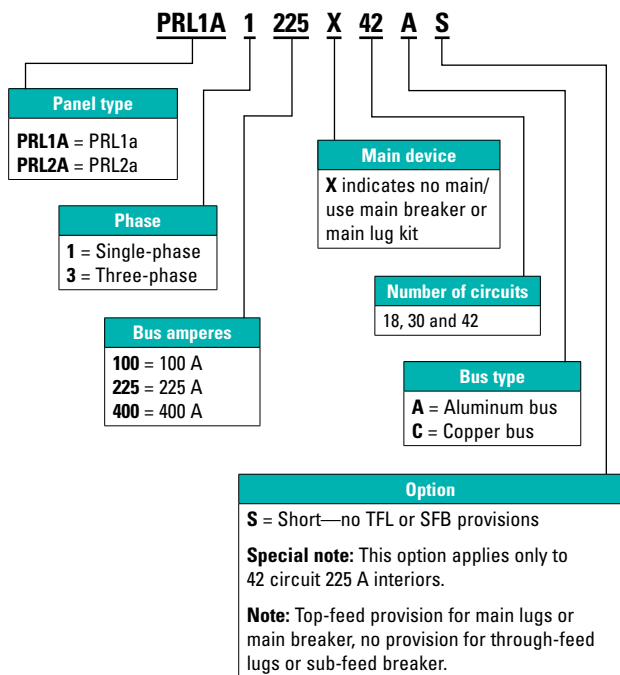 PRL1A 1 225 X 42 A S
Panel type
PRL1A = PRL1a
PRL2A = PRL2a
Phase
1 = Single-phase
3 = Three-phase
Bus amperes
100 = 100 A
225 = 225 A
400 = 400 A
Main device
X indicates no main/
use main breaker or
main lug kit
Number of circuits
18, 30 and 42
Bus type
A = Aluminum bus
C = Copper bus
Option
S = Short—no TFL or SFB provisions
Special note: This option applies only to
42 circuit 225 A interiors.
Note: Top-feed provision for main lugs or
main breaker, no provision for through-feed
lugs or sub-feed breaker.